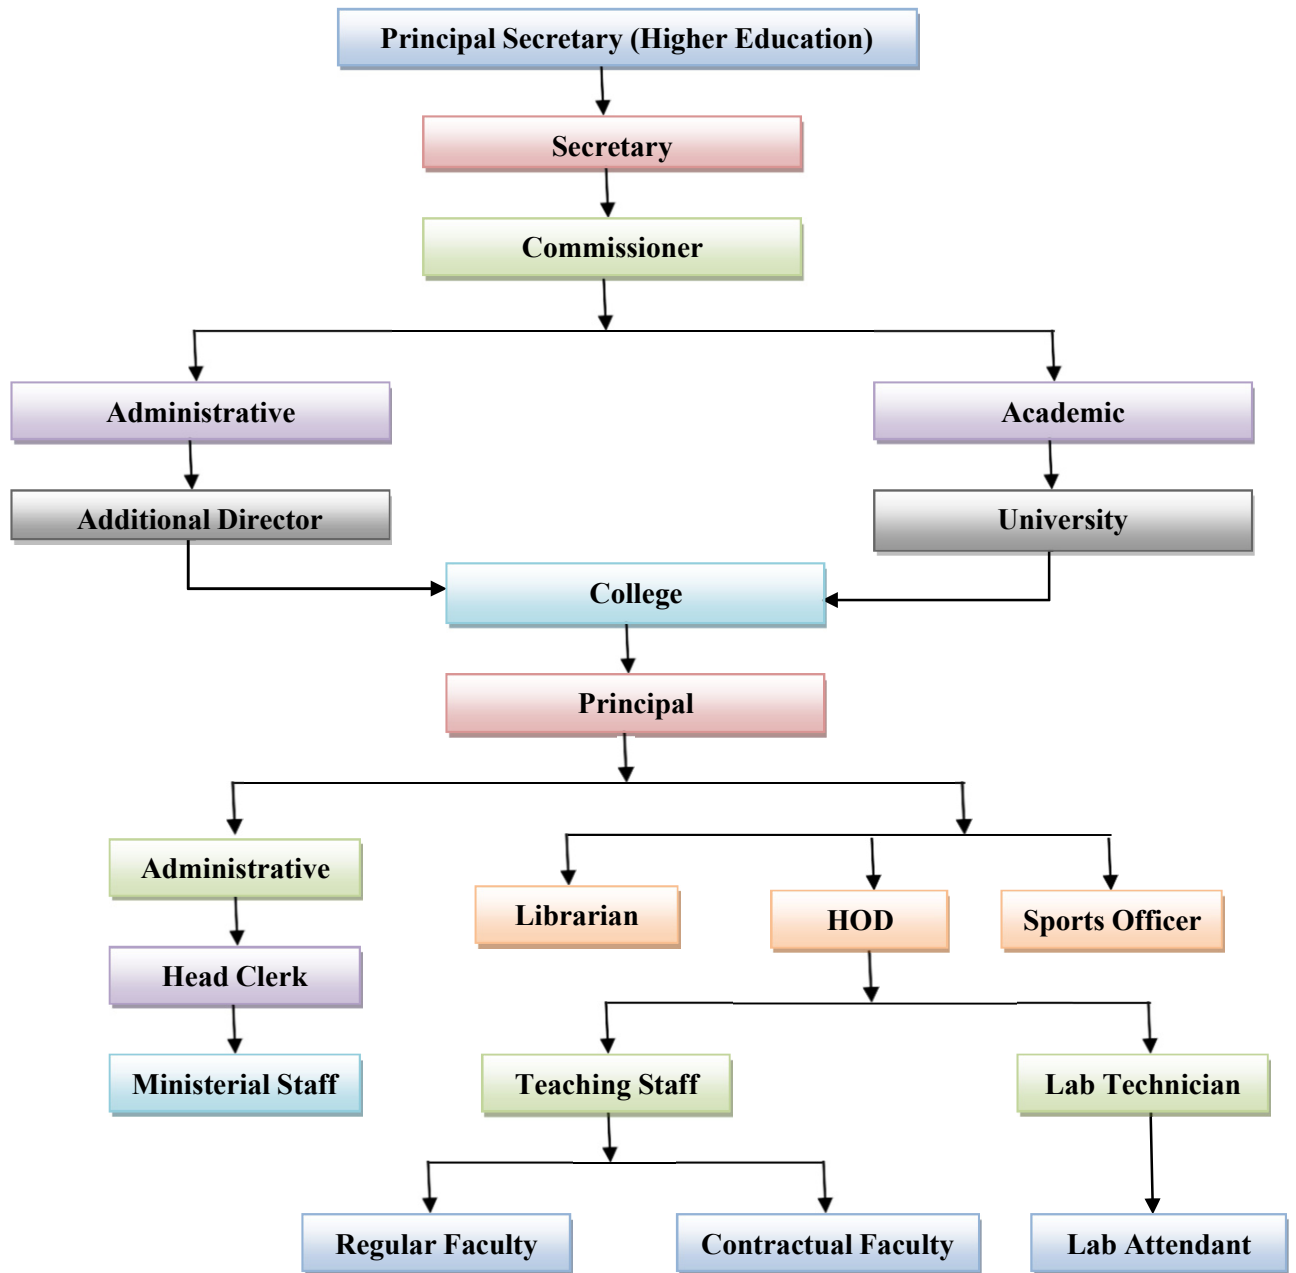 Principal Secretary (Higher Education)
Secretary
Commissioner
Administrative
Academic
Additional Director
University
College
Principal
Administrative
Librarian
HOD
Sports Officer
Head Clerk
Ministerial Staff
Teaching Staff
Lab Technician
Regular Faculty
Contractual Faculty
Lab Attendant